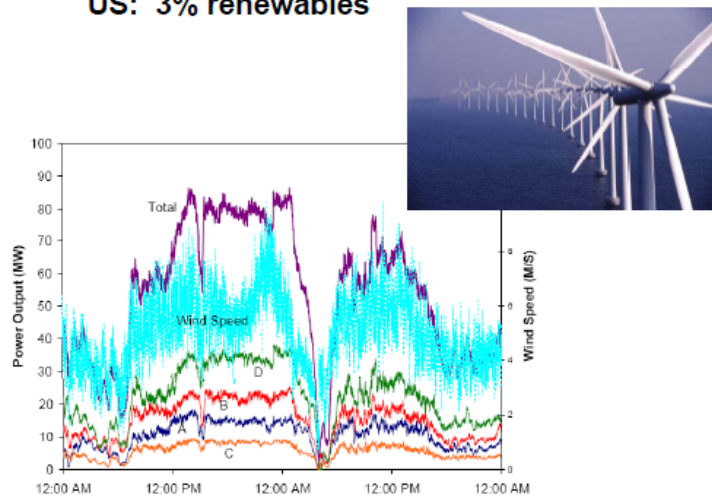 US: 3% renewables
100
90
80
70
60
50
40
30
20
10
0
Power Output (MW)
Total
Wind Speed
D
B
A
C
8
6
4
2
0
Wind Speed (M/S)
12:00 AM 12:00 PM 12:00 AM 12:00 PM 12:00 AM